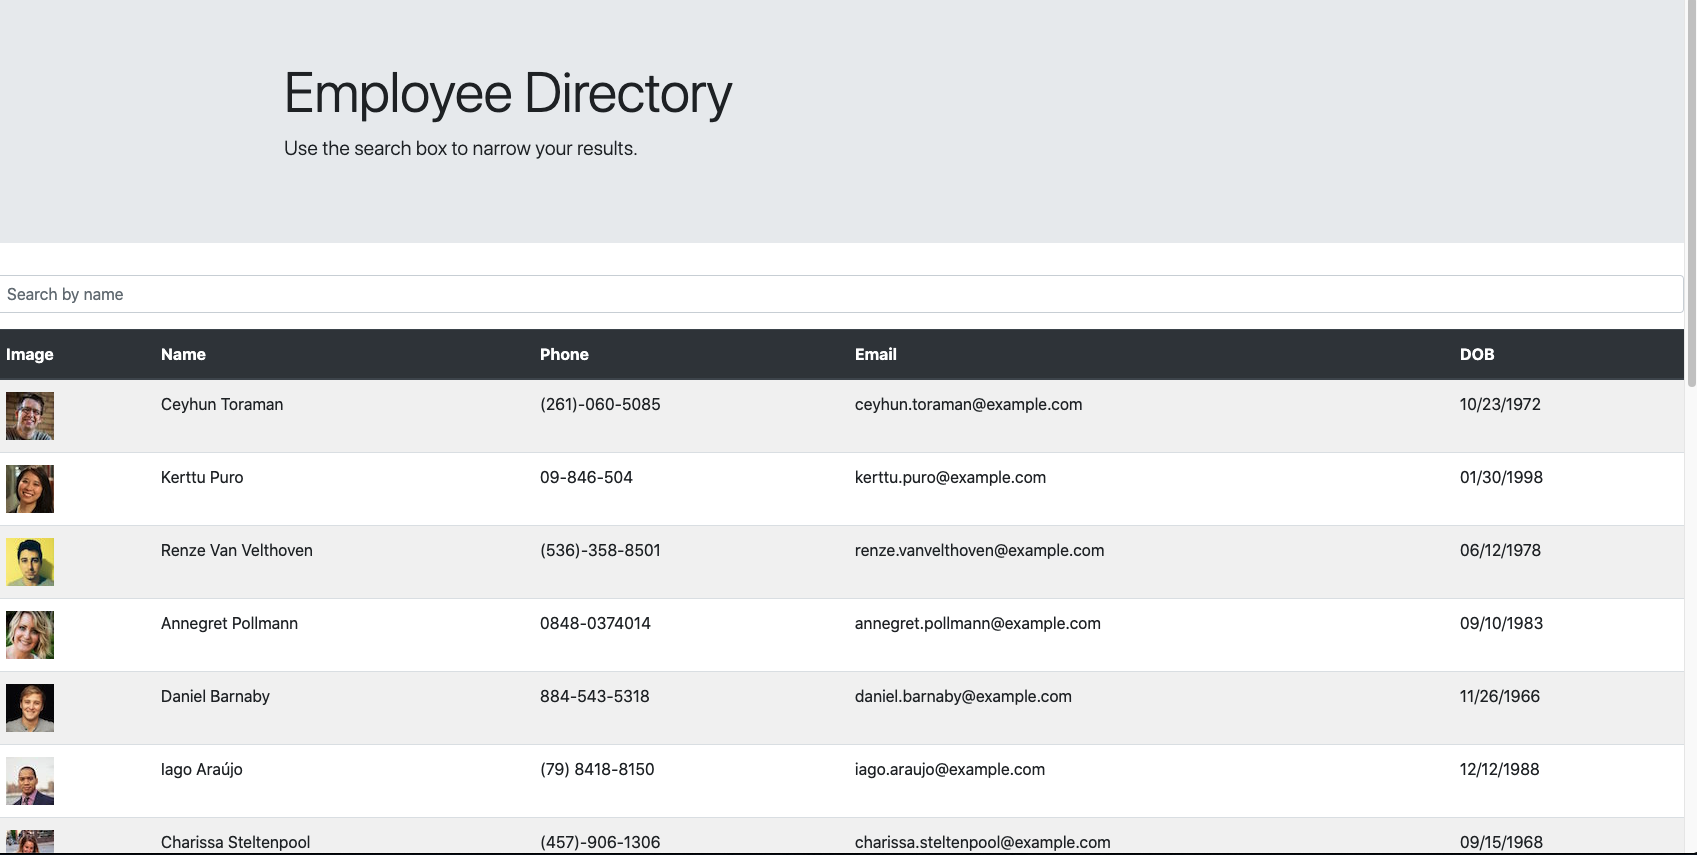 Employee Directory
Use the search box to narrow your results.
Search by name
Image Name Phone Email DOB
Ceyhun Toraman (261)-060-5085 ceyhun.toraman@example.com 10/23/1972
Kerttu Puro 09-846-504 kerttu.puro@example.com 01/30/1998
Renze Van Velthoven (536)-358-8501 renze.vanvelthoven@example.com 06/12/1978
Annegret Pollmann 0848-0374014 annegret.pollmann@example.com 09/10/1983
Daniel Barnaby 884-543-5318 daniel.barnaby@example.com 11/26/1966
Iago Araújo (79) 8418-8150 iago.araujo@example.com 12/12/1988
Charissa Steltenpool (457)-906-1306 charissa.steltenpool@example.com 09/15/1968